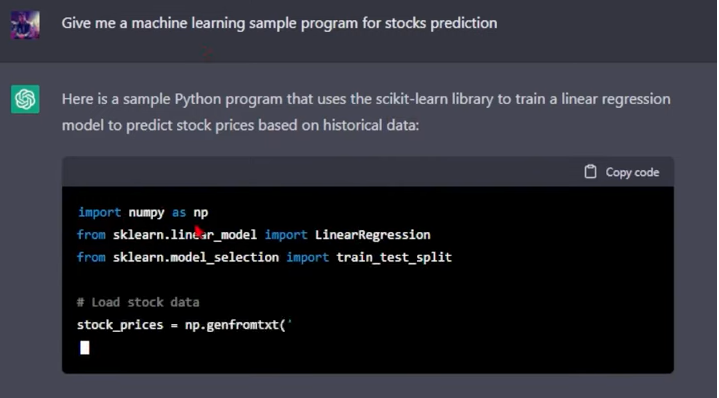 Give me a machine learning sample program for stocks prediction
Here is a sample Python program that uses the scikit-learn library to train a linear regression
model to predict stock prices based on historical data:
Copy code
import numpy as np
from sklearn.linear_model import LinearRegression
from sklearn.model_selection import train_test_split
# Load stock data
stock_prices = np.genfromtxt('